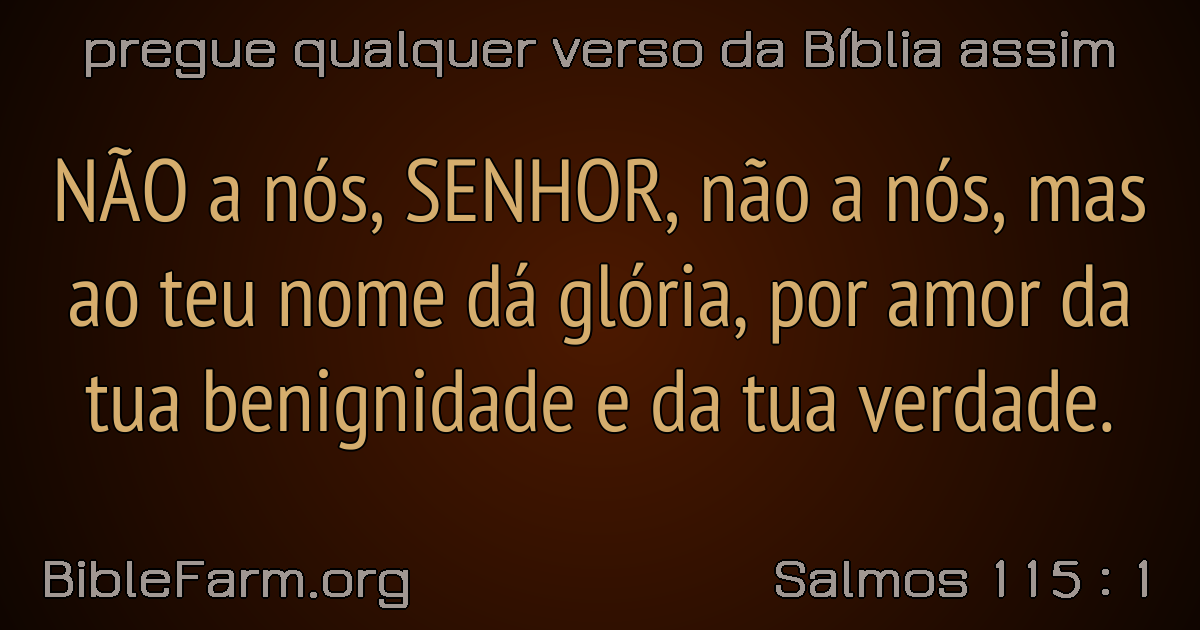 pregue qualquer verso da Bíblia assim
NÃO a nós, SENHOR, não a nós, mas
ao teu nome dá glória, por amor da
tua benignidade e da tua verdade.
BibleFarm.org
Salmos 115 : 1